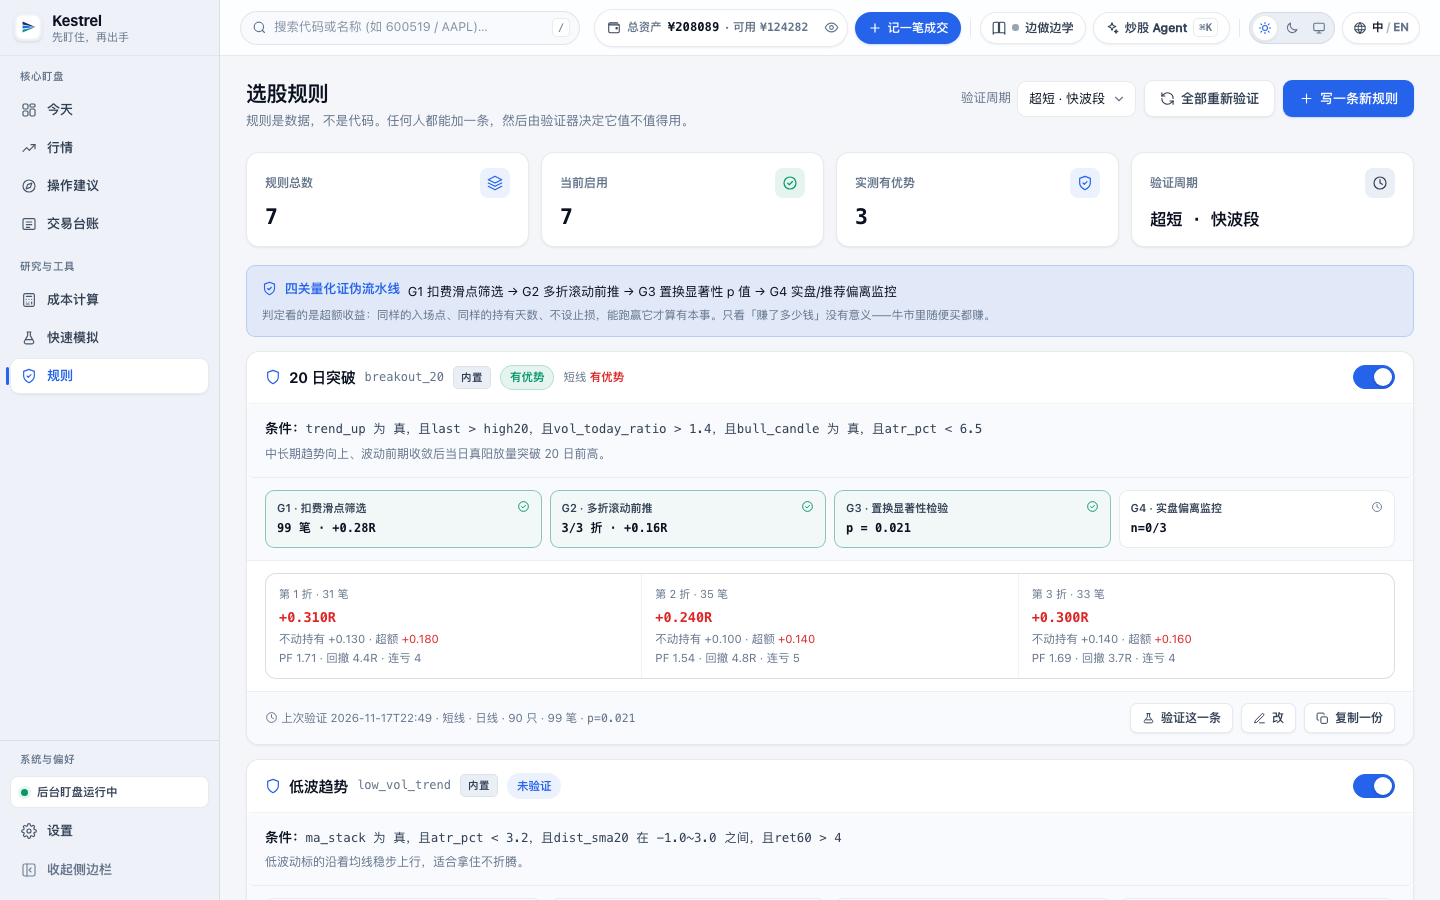 Kestrel
先盯住，再出手
搜索代码或名称 (如 600519 / AAPL)...
/
总资产 ¥208089 · 可用 ¥124282
+ 记一笔成交
边做边学
炒股 Agent ⌘K
中 / EN
核心盯盘
今天
行情
操作建议
交易台账
研究与工具
成本计算
快速模拟
规则
系统与偏好
后台盯盘运行中
设置
收起侧边栏
选股规则
规则是数据，不是代码。任何人都能加一条，然后由验证器决定它值不值得用。
验证周期
超短 · 快波段
全部重新验证
+ 写一条新规则
规则总数
7
当前启用
7
实测有优势
3
验证周期
超短 · 快波段
四关量化证伪流水线 G1 扣费滑点筛选 → G2 多折滚动前推 → G3 置换显著性 p 值 → G4 实盘/推荐偏离监控
判定看的是超额收益：同样的入场点、同样的持有天数、不设止损，能跑赢它才算有本事。只看「赚了多少钱」没有意义——牛市里随便买都赚。
20 日突破 breakout_20 内置 有优势 短线 有优势
条件：trend_up 为 真，且last > high20，且vol_today_ratio > 1.4，且bull_candle 为 真，且atr_pct < 6.5
中长期趋势向上、波动前期收敛后当日真阳放量突破 20 日前高。
G1 · 扣费滑点筛选
99 笔 · +0.28R
G2 · 多折滚动前推
3/3 折 · +0.16R
G3 · 置换显著性检验
p = 0.021
G4 · 实盘偏离监控
n=0/3
第 1 折 · 31 笔
+0.310R
不动持有 +0.130 · 超额 +0.180
PF 1.71 · 回撤 4.4R · 连亏 4
第 2 折 · 35 笔
+0.240R
不动持有 +0.100 · 超额 +0.140
PF 1.54 · 回撤 4.8R · 连亏 5
第 3 折 · 33 笔
+0.300R
不动持有 +0.140 · 超额 +0.160
PF 1.69 · 回撤 3.7R · 连亏 4
上次验证 2026-11-17T22:49 · 短线 · 日线 · 90 只 · 99 笔 · p=0.021
验证这一条
改
复制一份
低波趋势 low_vol_trend 内置 未验证
条件：ma_stack 为 真，且atr_pct < 3.2，且dist_sma20 在 -1.0~3.0 之间，且ret60 > 4
低波动标的沿着均线稳步上行，适合拿住不折腾。